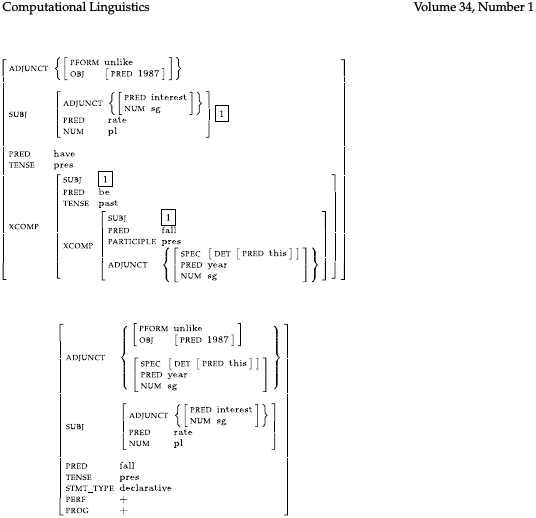 Computational Linguistics Volume 34, Number 1
ADJUNCT { [ PFORM unlike
OBJ [ PRED 1987 ] ] }
SUBJ [ ADJUNCT { [ PRED interest
NUM sg ] }
PRED rate
NUM pl ] 1
PRED have
TENSE pres
XCOMP [ SUBJ 1
PRED be
TENSE past
XCOMP [ SUBJ 1
PRED fall
PARTICIPLE pres
ADJUNCT { [ SPEC [ DET [ PRED this ] ]
PRED year
NUM sg ] } ] ]
ADJUNCT { [ PFORM unlike
OBJ [ PRED 1987 ] ]
[ SPEC [ DET [ PRED this ] ]
PRED year
NUM sg ] }
SUBJ [ ADJUNCT { [ PRED interest
NUM sg ] }
PRED rate
NUM pl ]
PRED fall
TENSE pres
STMT_TYPE declarative
PERF +
PROG +